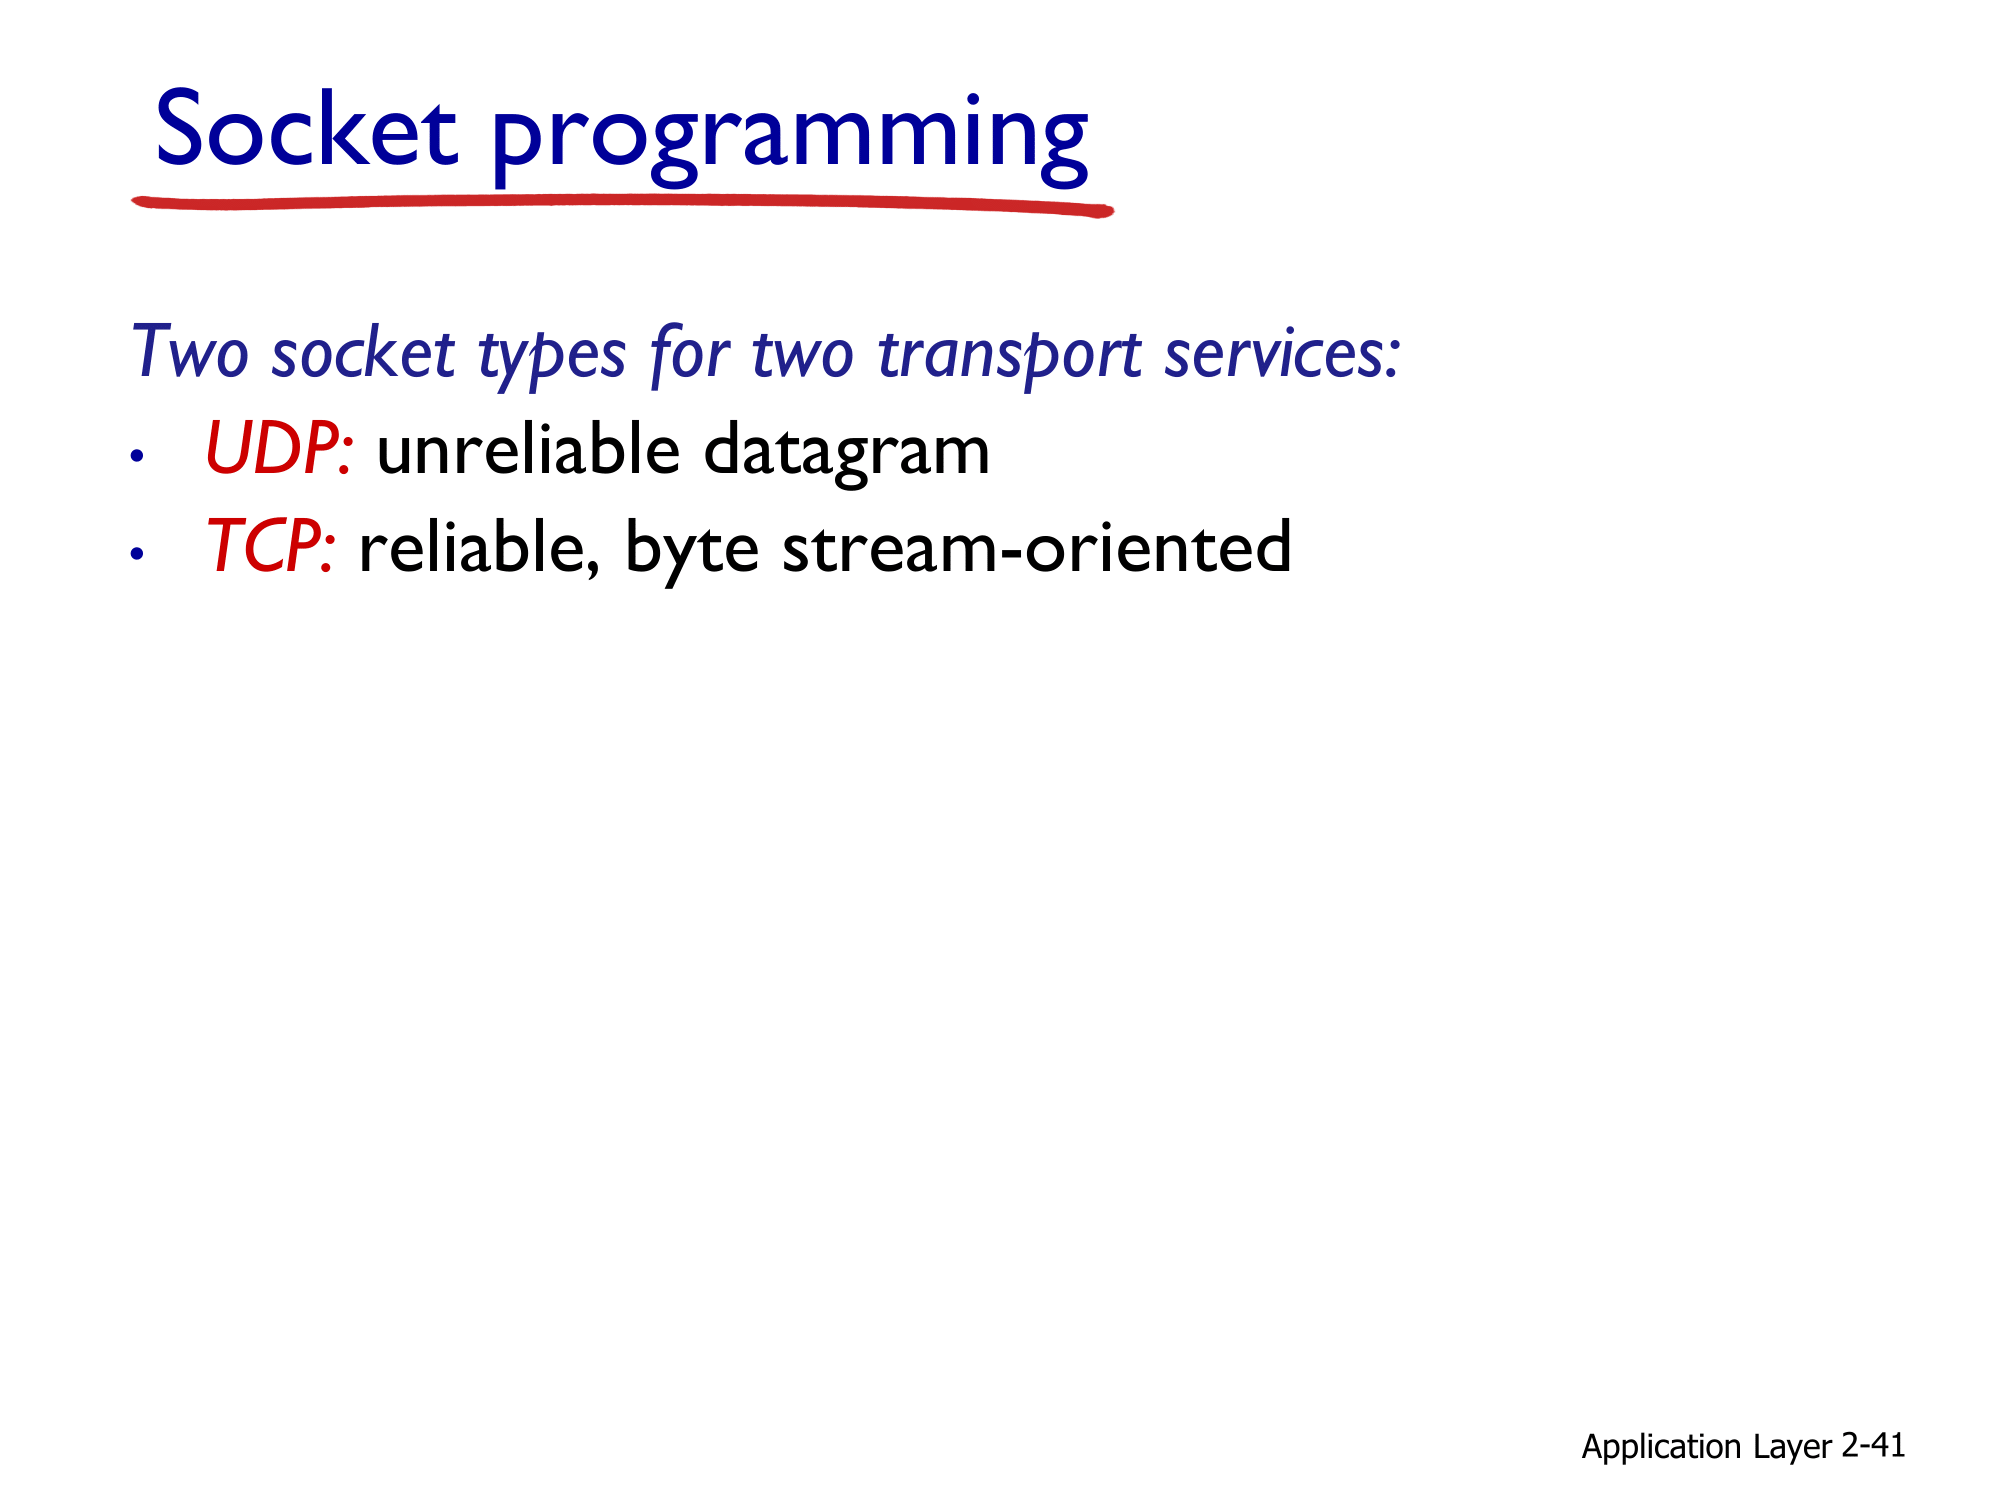 Socket programming
Two socket types for two transport services:
• UDP: unreliable datagram
• TCP: reliable, byte stream-oriented
Application Layer 2-41